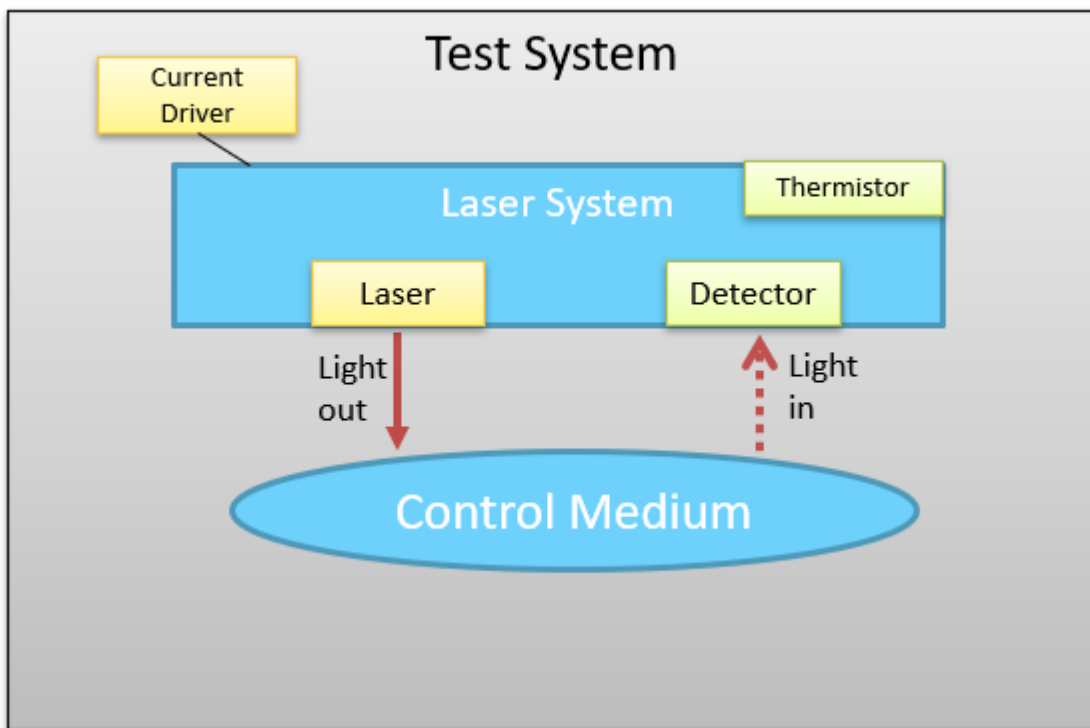 Test System
Current
Driver
Laser System
Thermistor
Laser
Detector
Light
out
Light
in
Control Medium